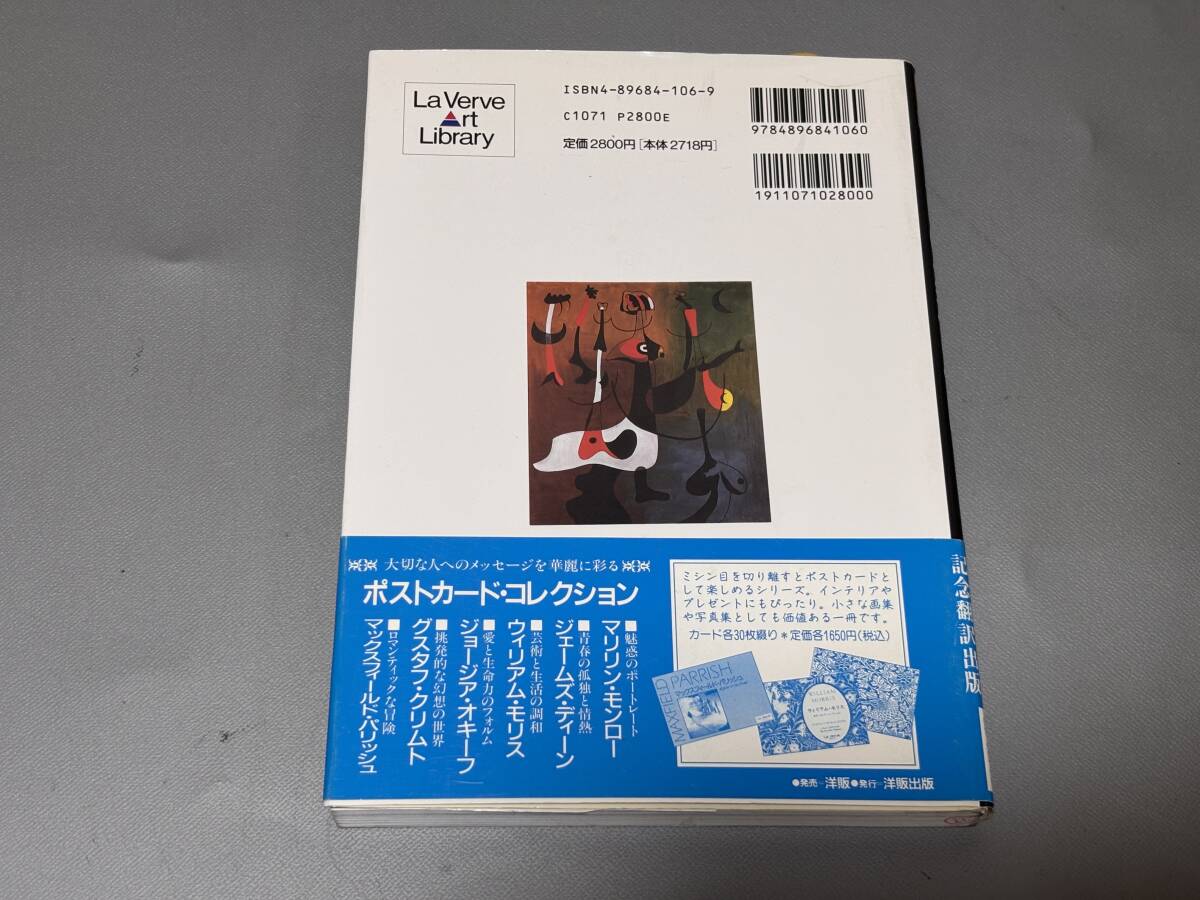 La Verve
Art
Library
ISBN4-89684-106-9
C1071 P2800E
定価2800円[本体2718円]
9784896841060
1911071028000
大切な人へのメッセージを華麗に彩る
ポストカード・コレクション
■魅惑のポートレート
マリリン・モンロー
■青春の孤独と情熱
ジェームズ・ディーン
■芸術と生活の調和
ウィリアム・モリス
■愛と生命力のフォルム
ジョージア・オキーフ
■挑発的な幻想の世界
グスタフ・クリムト
■ロマンティックな冒険
マックスフィールド・パリッシュ
ミシン目を切り離すとポストカードと
して楽しめるシリーズ。インテリアや
プレゼントにもぴったり。小さな画集
や写真集としても価値ある一冊です。
カード各30枚綴り*定価各1650円(税込)
MAXFIELD
PARRISH
マックスフィールド・パリッシュ
WILLIAM
MORRIS
ウィリアム・モリス
●発売=洋販●発行=洋販出版
記念翻訳出版